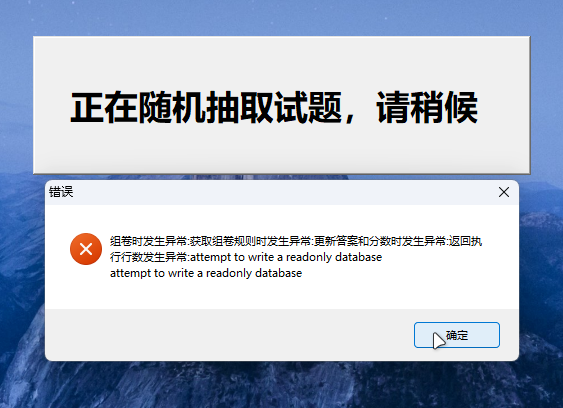 正在随机抽取试题，请稍候
错误
组卷时发生异常:获取组卷规则时发生异常:更新答案和分数时发生异常:返回执
行行数发生异常:attempt to write a readonly database
attempt to write a readonly database
确定